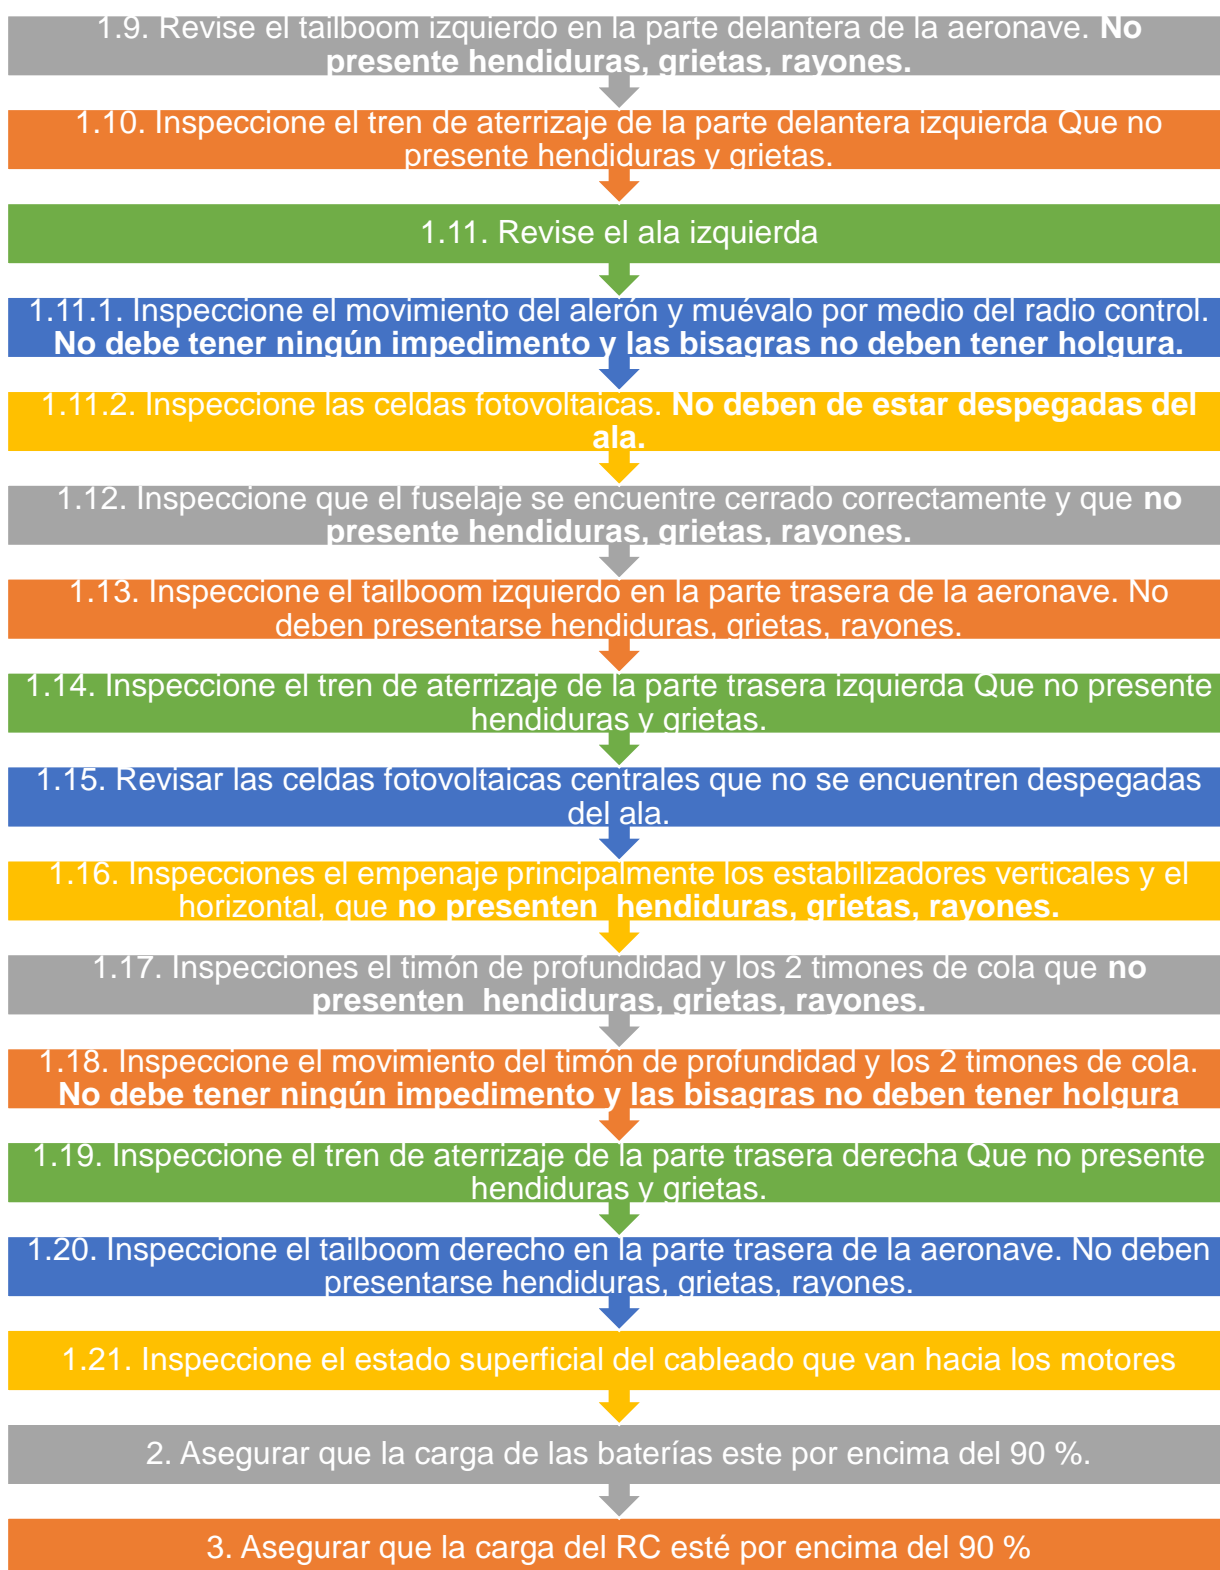 1.9. Revise el tailboom izquierdo en la parte delantera de la aeronave. No
presente hendiduras, grietas, rayones.
1.10. Inspeccione el tren de aterrizaje de la parte delantera izquierda Que no
presente hendiduras y grietas.
1.11. Revise el ala izquierda
1.11.1. Inspeccione el movimiento del alerón y muévalo por medio del radio control.
No debe tener ningún impedimento y las bisagras no deben tener holgura.
1.11.2. Inspeccione las celdas fotovoltaicas. No deben de estar despegadas del
ala.
1.12. Inspeccione que el fuselaje se encuentre cerrado correctamente y que no
presente hendiduras, grietas, rayones.
1.13. Inspeccione el tailboom izquierdo en la parte trasera de la aeronave. No
deben presentarse hendiduras, grietas, rayones.
1.14. Inspeccione el tren de aterrizaje de la parte trasera izquierda Que no presente
hendiduras y grietas.
1.15. Revisar las celdas fotovoltaicas centrales que no se encuentren despegadas
del ala.
1.16. Inspecciones el empenaje principalmente los estabilizadores verticales y el
horizontal, que no presenten  hendiduras, grietas, rayones.
1.17. Inspecciones el timón de profundidad y los 2 timones de cola que no
presenten  hendiduras, grietas, rayones.
1.18. Inspeccione el movimiento del timón de profundidad y los 2 timones de cola.
No debe tener ningún impedimento y las bisagras no deben tener holgura
1.19. Inspeccione el tren de aterrizaje de la parte trasera derecha Que no presente
hendiduras y grietas.
1.20. Inspeccione el tailboom derecho en la parte trasera de la aeronave. No deben
presentarse hendiduras, grietas, rayones.
1.21. Inspeccione el estado superficial del cableado que van hacia los motores
2. Asegurar que la carga de las baterías este por encima del 90 %.
3. Asegurar que la carga del RC esté por encima del 90 %